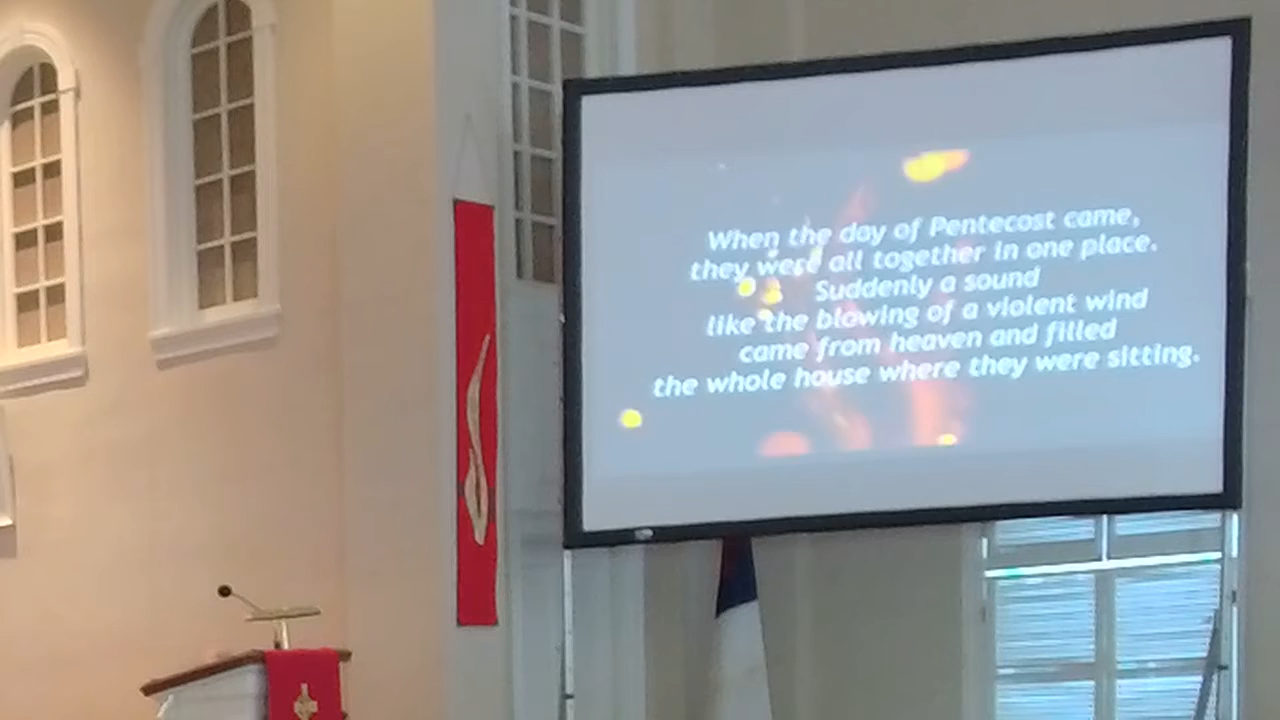 When the day of Pentecost came,
they were all together in one place.
Suddenly a sound
like the blowing of a violent wind
came from heaven and filled
the whole house where they were sitting.